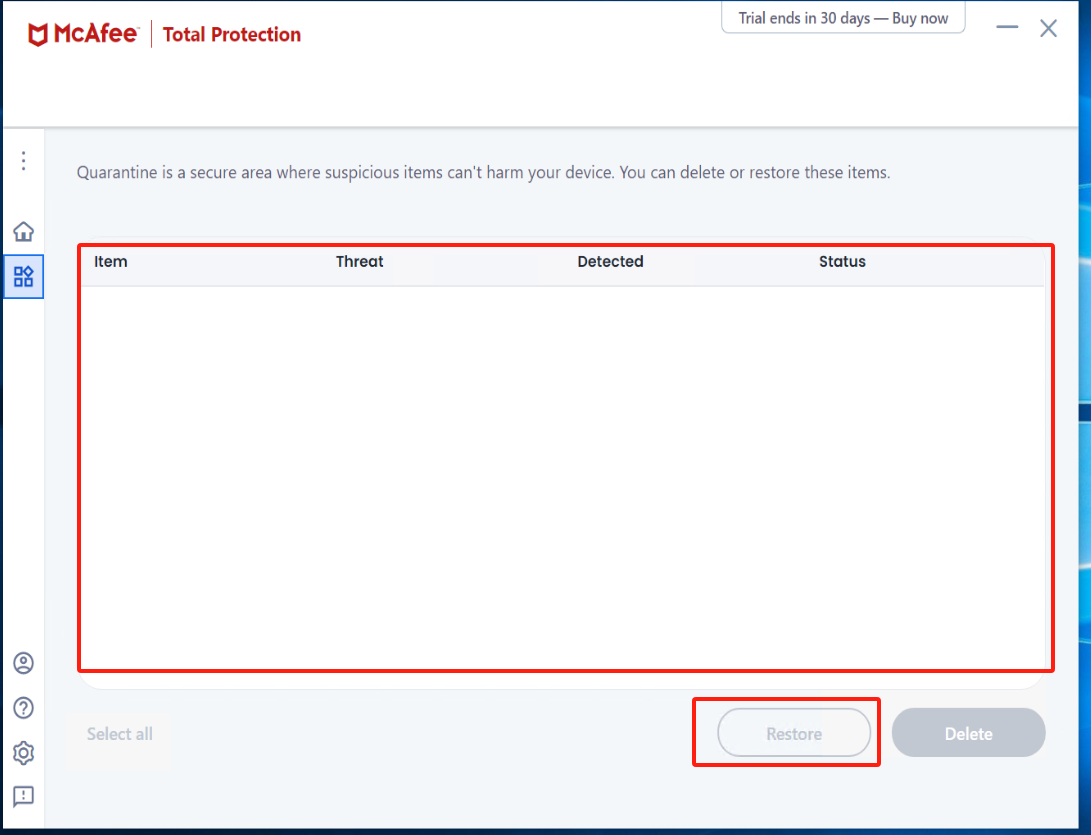 McAfee Total Protection
Trial ends in 30 days — Buy now
Quarantine is a secure area where suspicious items can't harm your device. You can delete or restore these items.
Item Threat Detected Status
Select all Restore Delete